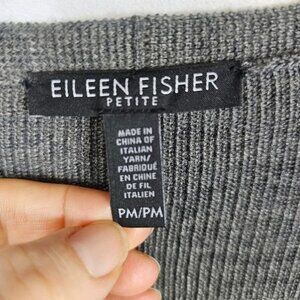 EILEEN FISHER
PETITE
MADE IN
CHINA OF
ITALIAN
YARN/
FABRIQUÉ
EN CHINE
DE FIL
ITALIEN
PM/PM